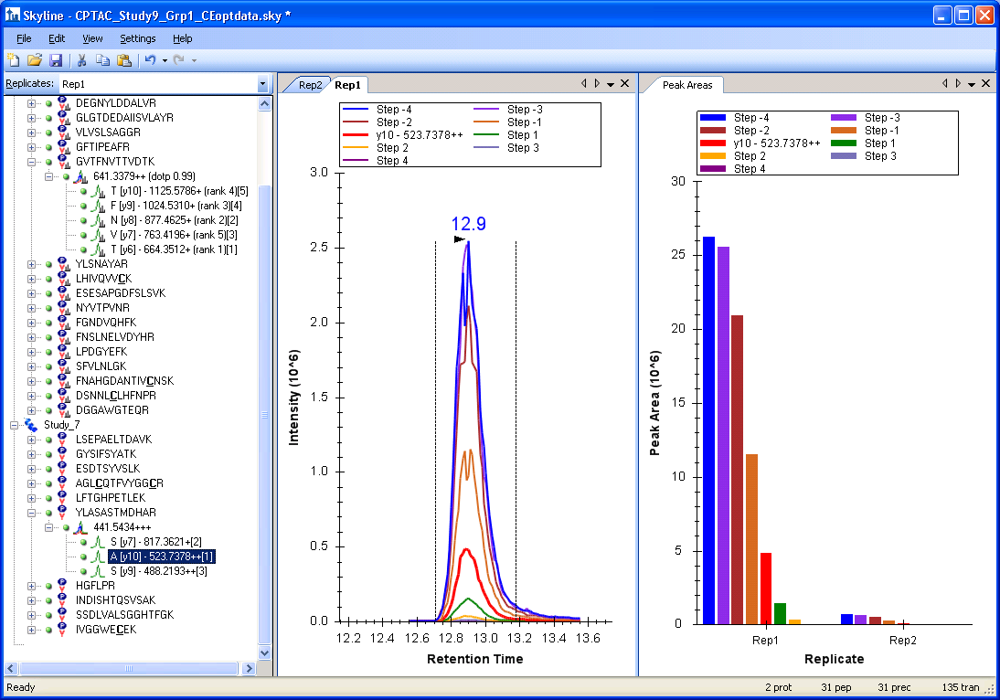 Skyline - CPTAC_Study9_Grp1_CEoptdata.sky *
File Edit View Settings Help
Replicates: Rep1
DEGNYLDDALVR
GLGTDEDAIISVLAYR
VLVSLSAGGR
GFTIPEAFR
GVTFNVTTVDTK
641.3379++ (dotp 0.99)
T [y10] - 1125.5786+ (rank 4)[5]
F [y9] - 1024.5310+ (rank 3)[4]
N [y8] - 877.4625+ (rank 2)[2]
V [y7] - 763.4196+ (rank 5)[3]
T [y6] - 664.3512+ (rank 1)[1]
YLSNAYAR
LHIVQVVCK
ESESAPGDFSLSVK
NYVTPVNR
FGNDVQHFK
FNSLNELVDYHR
LPDGYEFK
SFVLNLGK
FNAHGDANTIVCNSK
DSNNLCLHFNPR
DGGAWGTEQR
Study_7
LSEPAELTDAVK
GYSIFSYATK
ESDTSYVSLK
AGLCQTFVYGGCR
LFTGHPETLEK
YLASASTMDHAR
441.5434+++
S [y7] - 817.3621+[2]
A [y10] - 523.7378++[1]
S [y9] - 488.2193++[3]
HGFLPR
INDISHTQSVSAK
SSDLVALSGGHTFGK
IVGGWECEK
Rep2 Rep1
Step -4 Step -3
Step -2 Step -1
y10 - 523.7378++ Step 1
Step 2 Step 3
Step 4
3.0
12.9
2.5
2.0
1.5
1.0
0.5
0.0
Intensity (10^6)
12.2 12.4 12.6 12.8 13.0 13.2 13.4 13.6
Retention Time
Peak Areas
Step -4 Step -3
Step -2 Step -1
y10 - 523.7378++ Step 1
Step 2 Step 3
Step 4
30
25
20
15
10
5
0
Peak Area (10^6)
Rep1 Rep2
Replicate
Ready 2 prot 31 pep 31 prec 135 tran